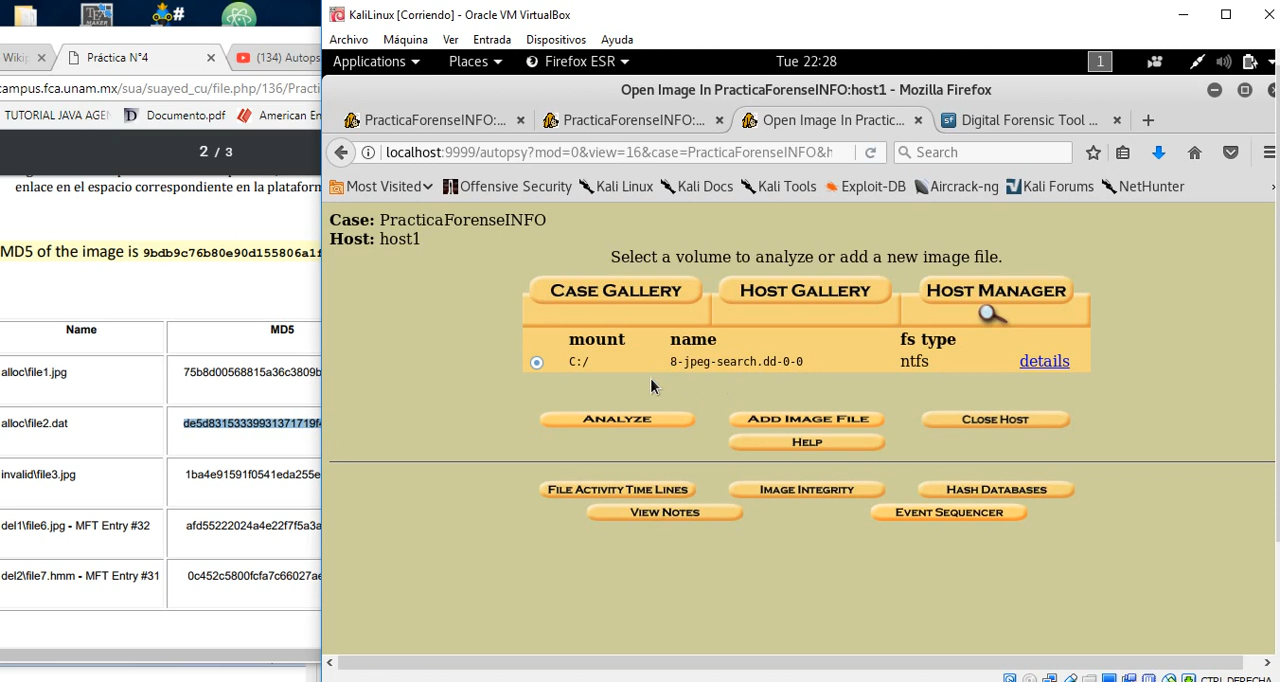 KaliLinux [Corriendo] - Oracle VM VirtualBox
Archivo Máquina Ver Entrada Dispositivos Ayuda
Applications Places Firefox ESR Tue 22:28 1
Open Image In PracticaForenseINFO:host1 - Mozilla Firefox
PracticaForenseINFO:... PracticaForenseINFO:... Open Image In Practic... Digital Forensic Tool ...
localhost:9999/autopsy?mod=0&view=16&case=PracticaForenseINFO&h Search
Most Visited Offensive Security Kali Linux Kali Docs Kali Tools Exploit-DB Aircrack-ng Kali Forums NetHunter
Case: PracticaForenseINFO
Host: host1
Select a volume to analyze or add a new image file.
CASE GALLERY HOST GALLERY HOST MANAGER
mount name fs type
C:/ 8-jpeg-search.dd-0-0 ntfs details
ANALYZE ADD IMAGE FILE CLOSE HOST
HELP
FILE ACTIVITY TIME LINES IMAGE INTEGRITY HASH DATABASES
VIEW NOTES EVENT SEQUENCER
CTRL DERECHA
Wiki Práctica N°4 (134) Autops
campus.fca.unam.mx/sua/suayed_cu/file.php/136/Practi
TUTORIAL JAVA AGEN Documento.pdf American En
2 / 3
enlace en el espacio correspondiente en la plataform
MD5 of the image is 9bdb9c76b80e90d155806a1f
Name MD5
alloc\file1.jpg 75b8d00568815a36c3809b
alloc\file2.dat de5d83153339931371719f4
invalid\file3.jpg 1ba4e91591f0541eda255e
del1\file6.jpg - MFT Entry #32 afd55222024a4e22f7f5a3a
del2\file7.hmm - MFT Entry #31 0c452c5800fcfa7c66027ae